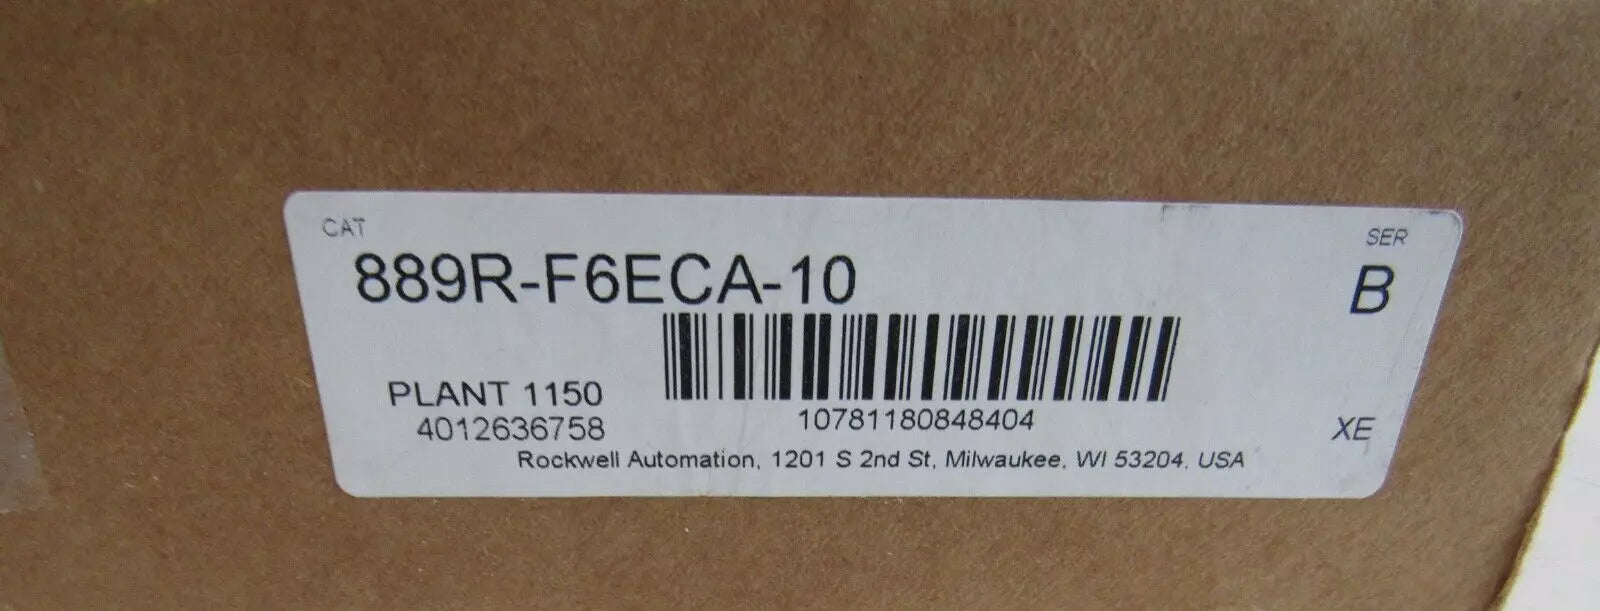 CAT
SER
889R-F6ECA-10
B
PLANT 1150
10781180848404
4012636758
XE
Rockwell Automation, 1201 S 2nd St, Milwaukee, WI 53204, USA